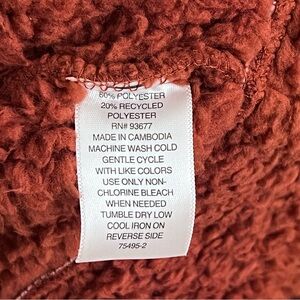 POLYESTER
20% RECYCLED
POLYESTER
RN# 93677
MADE IN CAMBODIA
MACHINE WASH COLD
GENTLE CYCLE
WITH LIKE COLORS
USE ONLY NON-
CHLORINE BLEACH
WHEN NEEDED
TUMBLE DRY LOW
COOL IRON ON
REVERSE SIDE
75495-2